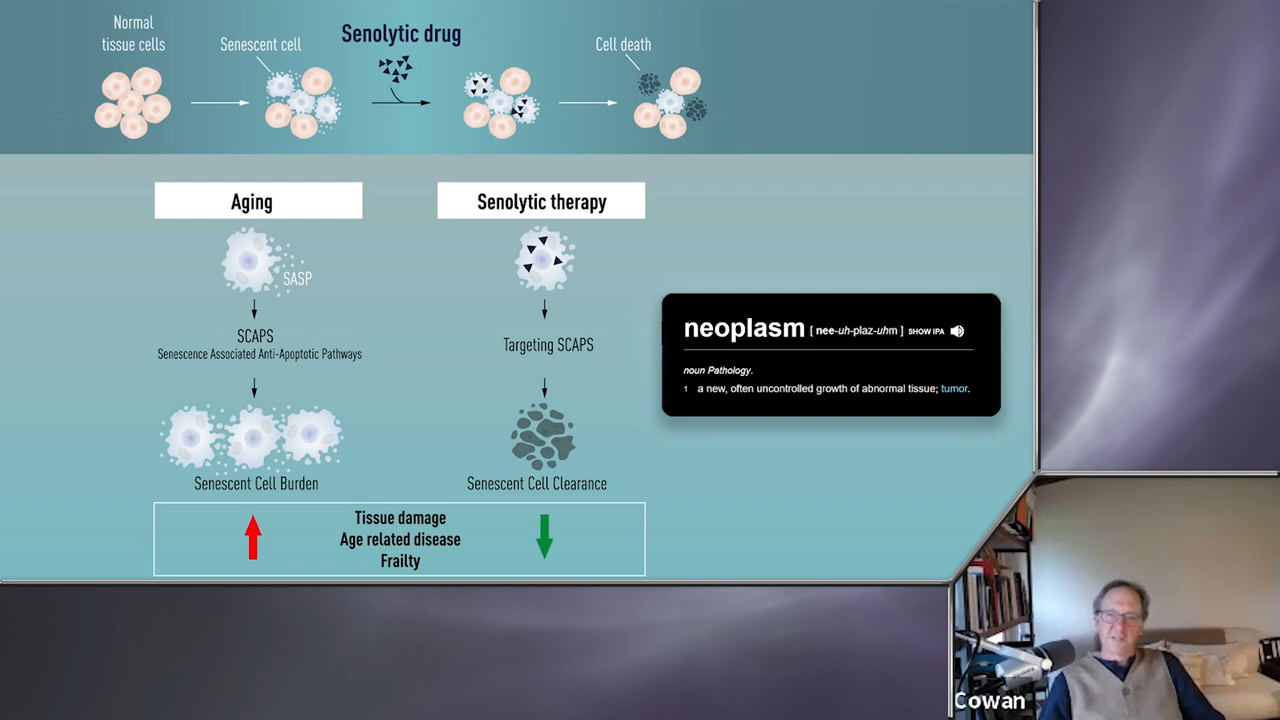 Normal
tissue cells
Senescent cell
Senolytic drug
Cell death
Aging
Senolytic therapy
SASP
SCAPS
Senescence Associated Anti-Apoptotic Pathways
Targeting SCAPS
Senescent Cell Burden
Senescent Cell Clearance
Tissue damage
Age related disease
Frailty
neoplasm [ nee-uh-plaz-uhm ] SHOW IPA
noun Pathology.
1 a new, often uncontrolled growth of abnormal tissue; tumor.
Cowan